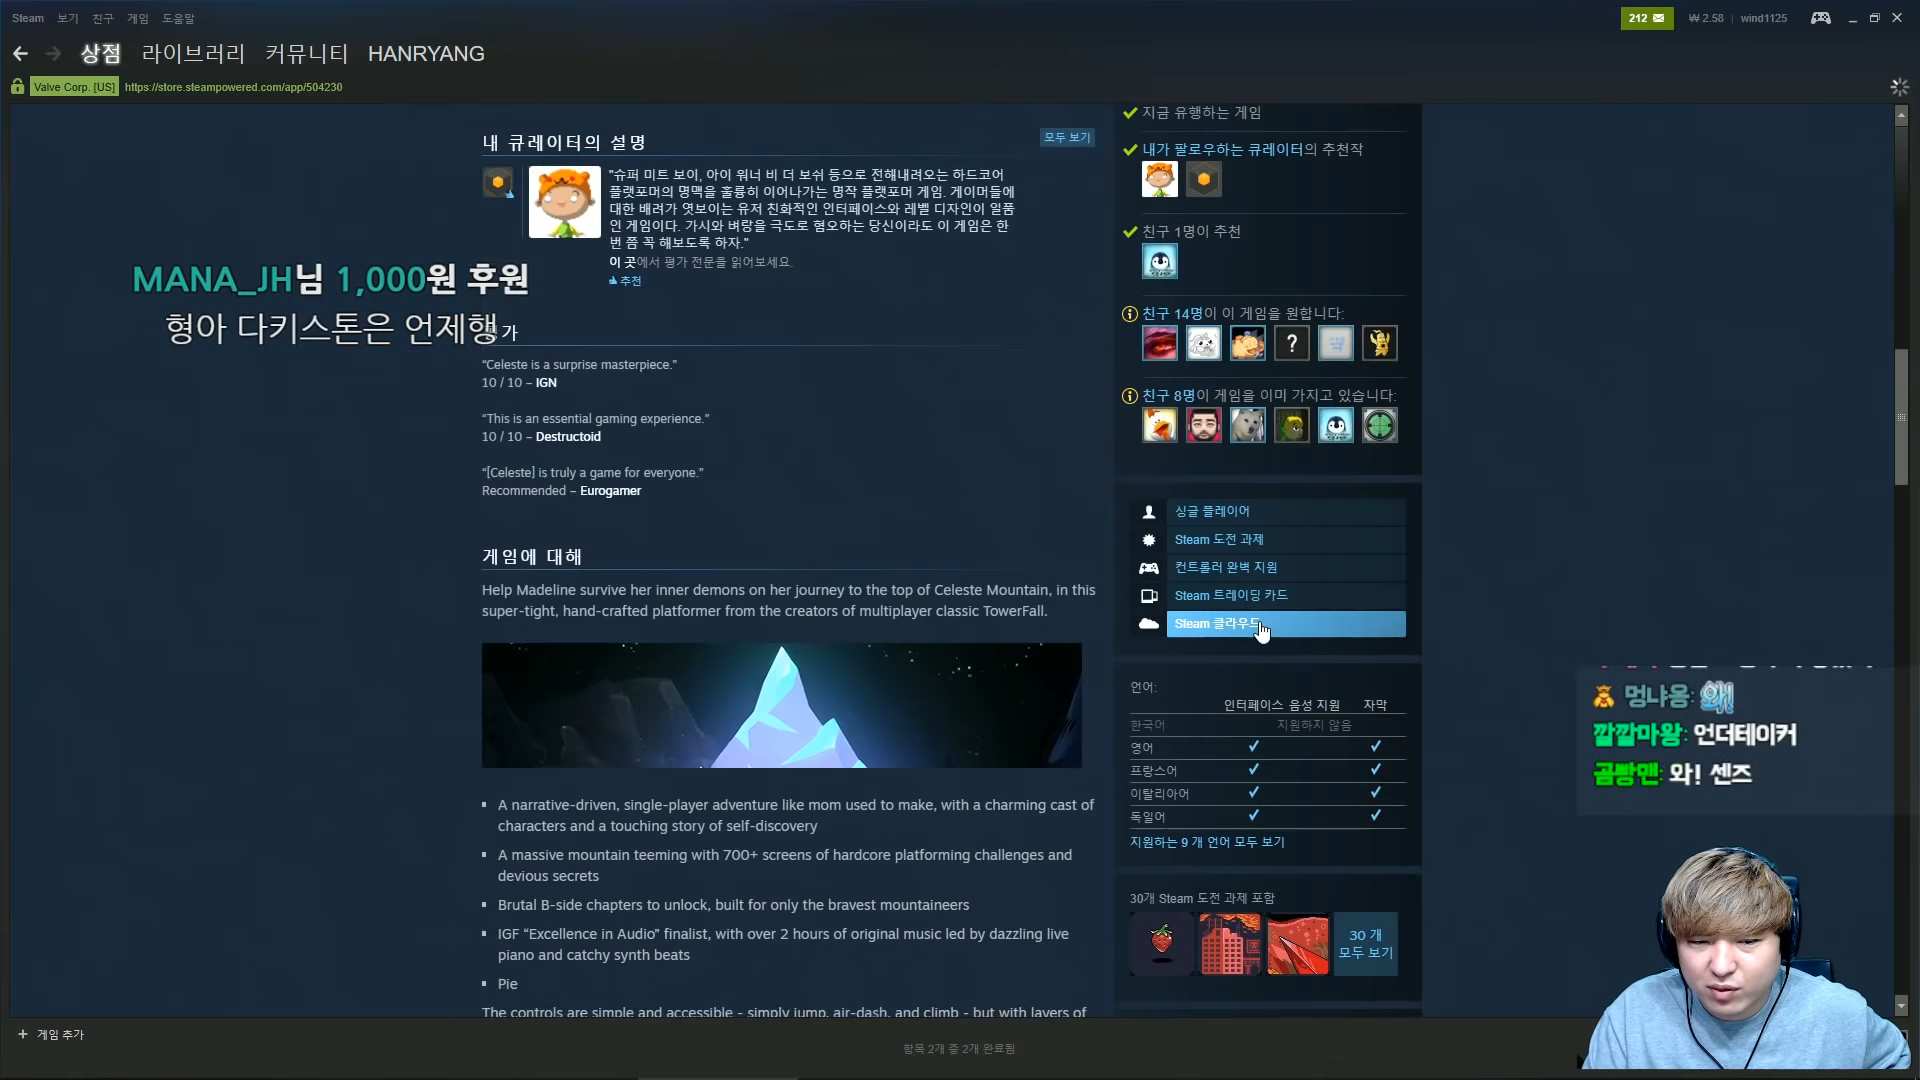 Steam 보기 친구 게임 도움말
212
₩ 2.58 wind1125
상점 라이브러리 커뮤니티 HANRYANG
Valve Corp. [US] https://store.steampowered.com/app/504230
내 큐레이터의 설명
모두 보기
"슈퍼 미트 보이, 아이 워너 비 더 보쉬 등으로 전해내려오는 하드코어
플랫포머의 명맥을 훌륭히 이어나가는 명작 플랫포머 게임. 게이머들에
대한 배려가 엿보이는 유저 친화적인 인터페이스와 레벨 디자인이 일품
인 게임이다. 가시와 벼랑을 극도로 혐오하는 당신이라도 이 게임은 한
번 쯤 꼭 해보도록 하자."
이 곳에서 평가 전문을 읽어보세요.
추천
MANA_JH님 1,000원 후원
형아 다키스톤은 언제행
가
“Celeste is a surprise masterpiece.”
10 / 10 – IGN
“This is an essential gaming experience.”
10 / 10 – Destructoid
“[Celeste] is truly a game for everyone.”
Recommended – Eurogamer
게임에 대해
Help Madeline survive her inner demons on her journey to the top of Celeste Mountain, in this
super-tight, hand-crafted platformer from the creators of multiplayer classic TowerFall.
A narrative-driven, single-player adventure like mom used to make, with a charming cast of
characters and a touching story of self-discovery
A massive mountain teeming with 700+ screens of hardcore platforming challenges and
devious secrets
Brutal B-side chapters to unlock, built for only the bravest mountaineers
IGF “Excellence in Audio” finalist, with over 2 hours of original music led by dazzling live
piano and catchy synth beats
Pie
The controls are simple and accessible - simply jump, air-dash, and climb - but with layers of
지금 유행하는 게임
내가 팔로우하는 큐레이터의 추천작
친구 1명이 추천
친구 14명이 이 게임을 원합니다:
?
친구 8명이 게임을 이미 가지고 있습니다:
싱글 플레이어
Steam 도전 과제
컨트롤러 완벽 지원
Steam 트레이딩 카드
Steam 클라우드
언어:
인터페이스 음성 지원 자막
한국어 지원하지 않음
영어
프랑스어
이탈리아어
독일어
지원하는 9 개 언어 모두 보기
30개 Steam 도전 과제 포함
30 개
모두 보기
멍냐옹: 왜!
깔깔마왕: 언더테이커
곰빵맨: 와! 센즈
+ 게임 추가
항목 2개 중 2개 완료됨